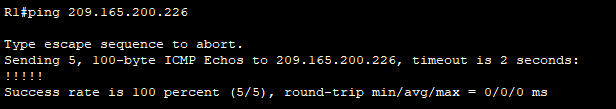 R1#ping 209.165.200.226
Type escape sequence to abort.
Sending 5, 100-byte ICMP Echos to 209.165.200.226, timeout is 2 seconds:
!!!!!
Success rate is 100 percent (5/5), round-trip min/avg/max = 0/0/0 ms